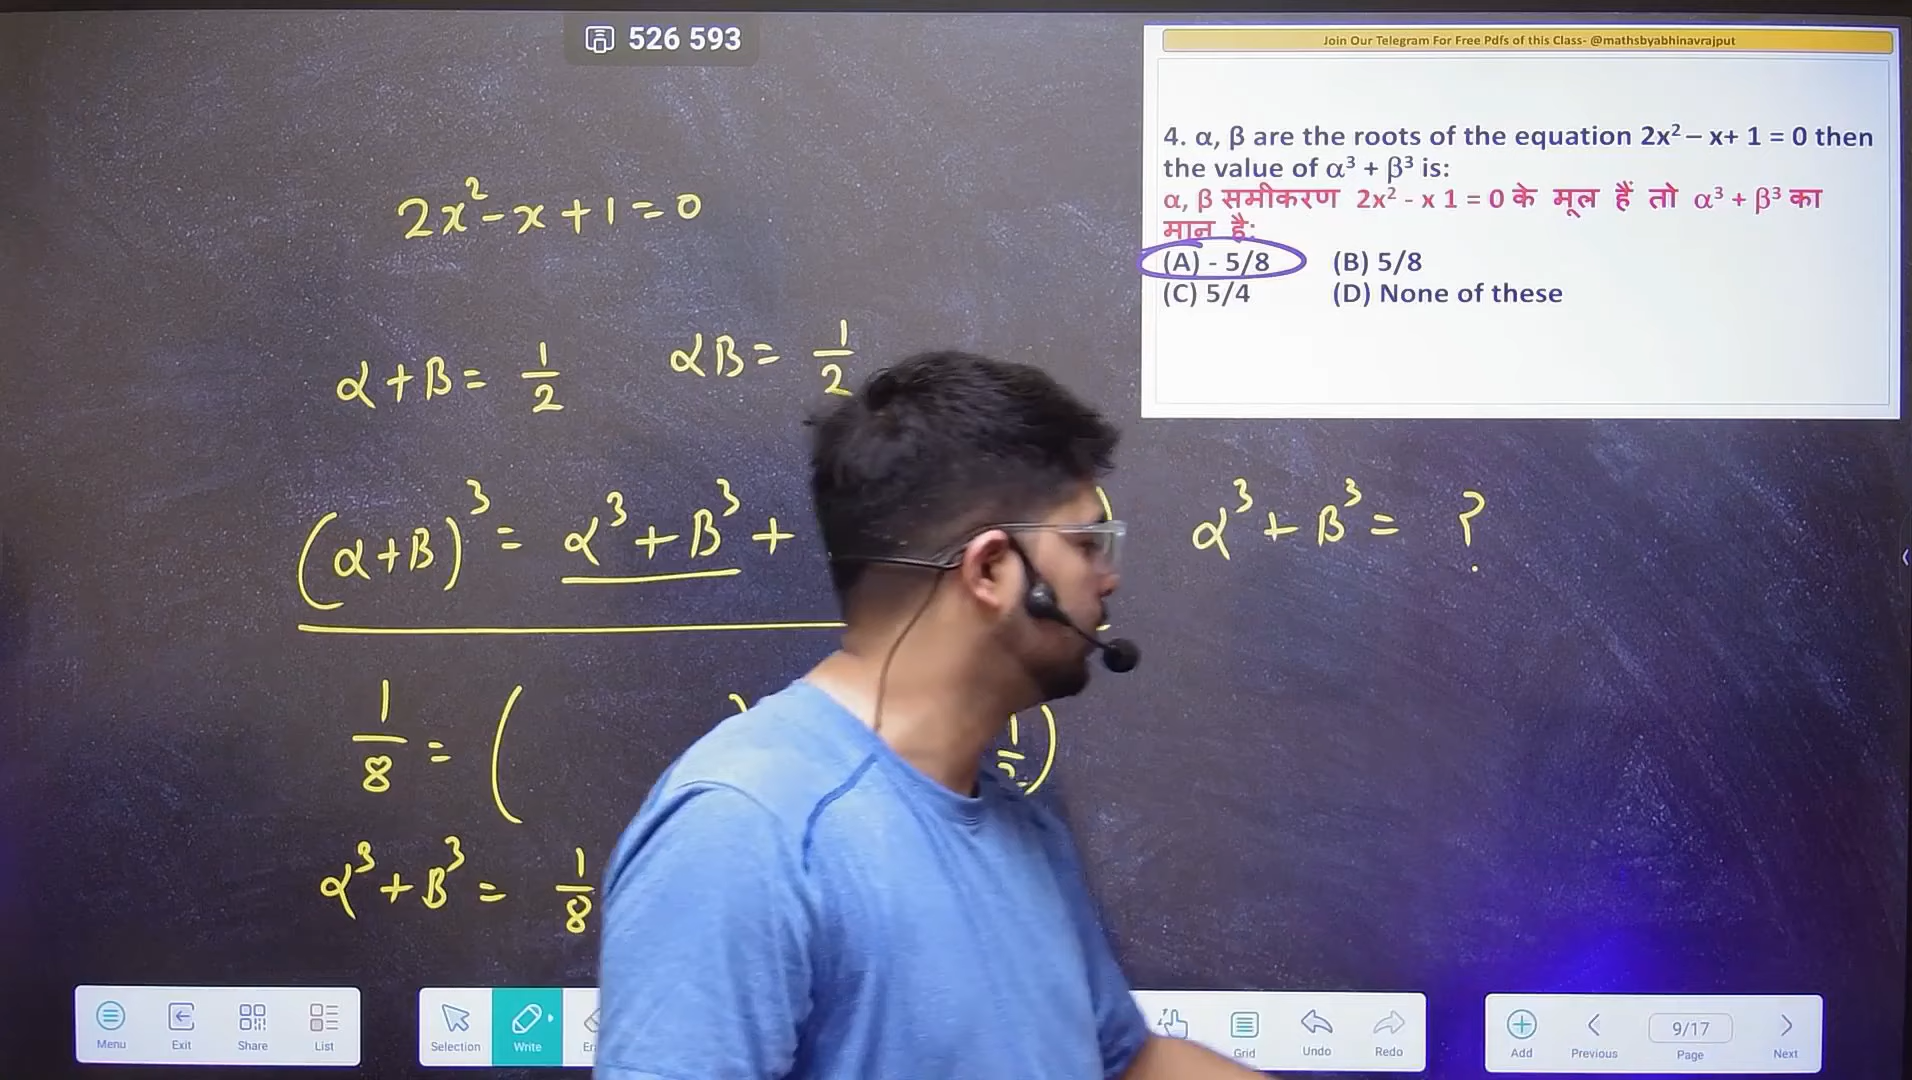 526 593
Join Our Telegram For Free Pdfs of this Class- @mathsbyabhinavrajput
4. α, β are the roots of the equation 2x² – x+ 1 = 0 then
the value of α³ + β³ is:
α, β समीकरण 2x² - x 1 = 0 के मूल हैं तो α³ + β³ का
मान है:
(A) - 5/8 (B) 5/8
(C) 5/4 (D) None of these
2x² - x + 1 = 0
α + β = 1/2 αβ = 1/2
(α + β)³ = α³ + β³ + ) α³ + β³ = ?
1/8 = ( ) 1/2)
α³ + β³ = 1/8
Menu Exit Share List Selection Write Er Grid Undo Redo Add Previous 9/17 Page Next